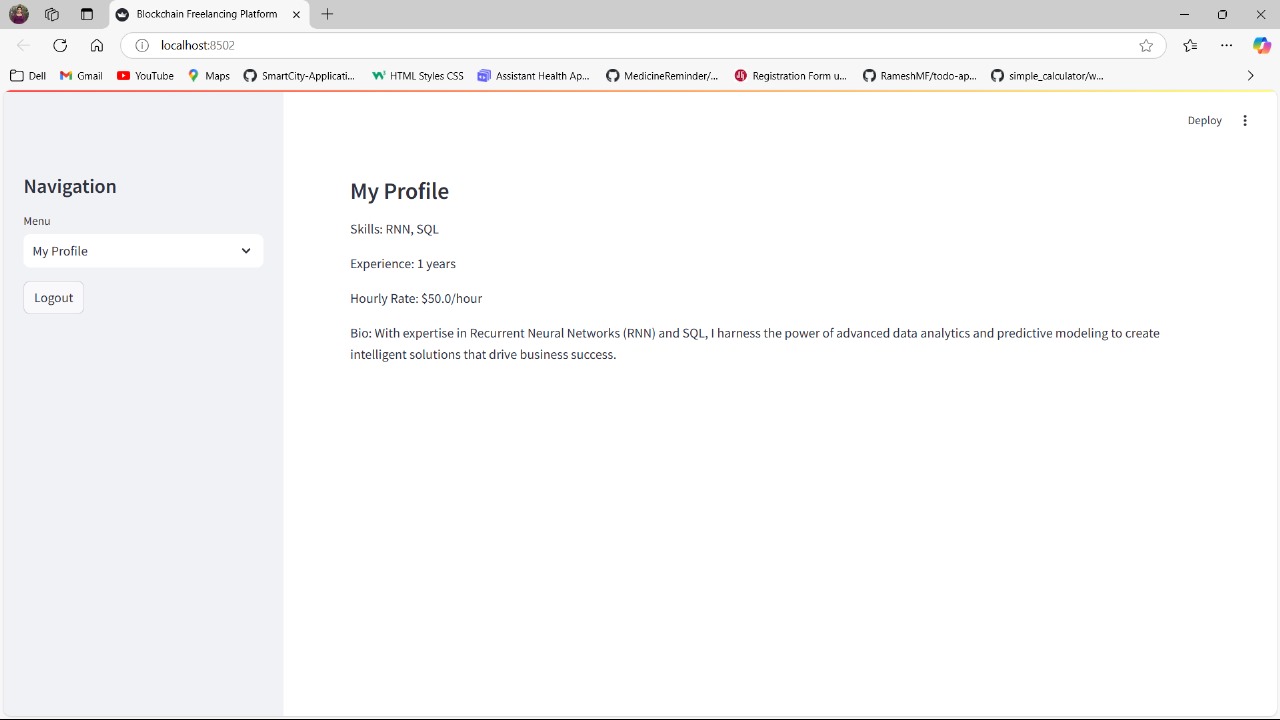 Blockchain Freelancing Platform
localhost:8502
Dell
Gmail
YouTube
Maps
SmartCity-Applicati...
HTML Styles CSS
Assistant Health Ap...
MedicineReminder/...
Registration Form u...
RameshMF/todo-ap...
simple_calculator/w...
Deploy
Navigation
Menu
My Profile
Logout
My Profile
Skills: RNN, SQL
Experience: 1 years
Hourly Rate: $50.0/hour
Bio: With expertise in Recurrent Neural Networks (RNN) and SQL, I harness the power of advanced data analytics and predictive modeling to create
intelligent solutions that drive business success.